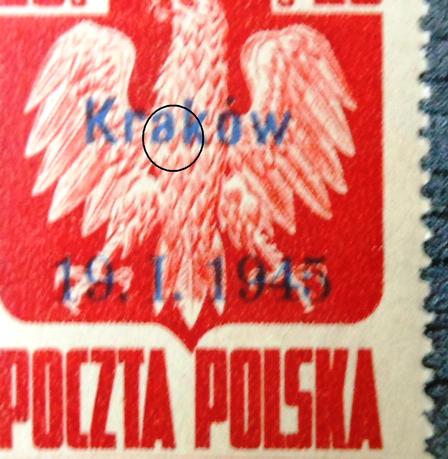 Kraków
19. I. 1945
POCZTA POLSKA